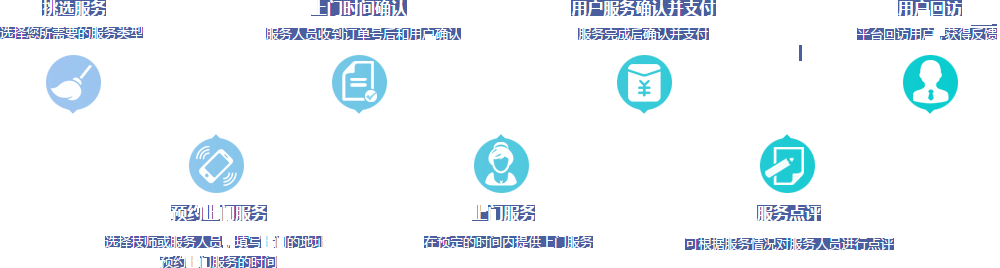 挑选服务
选择您所需要的服务类型
上门时间确认
服务人员收到订单号后和用户确认
用户服务确认并支付
服务完成后确认并支付
用户回访
平台回访用户,获得反馈
¥
预约上门服务
选择技师或服务人员,填写上门的地址
预约上门服务的时间
上门服务
在预定的时间内提供上门服务
服务点评
可根据服务情况对服务人员进行点评